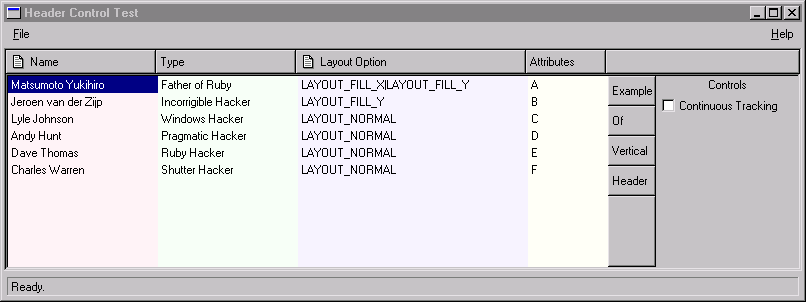 Header Control Test
File Help
Name Type Layout Option Attributes
Matsumoto Yukihiro Father of Ruby LAYOUT_FILL_X|LAYOUT_FILL_Y A
Jeroen van der Zijp Incorrigible Hacker LAYOUT_FILL_Y B
Lyle Johnson Windows Hacker LAYOUT_NORMAL C
Andy Hunt Pragmatic Hacker LAYOUT_NORMAL D
Dave Thomas Ruby Hacker LAYOUT_NORMAL E
Charles Warren Shutter Hacker LAYOUT_NORMAL F
Example
Of
Vertical
Header
Controls
Continuous Tracking
Ready.